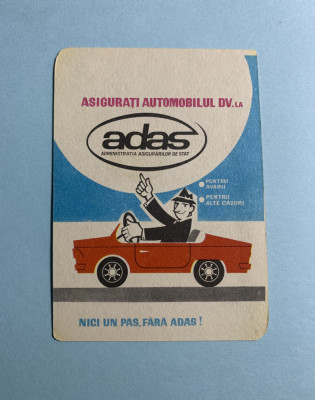 ASIGURAȚI AUTOMOBILUL DV. LA
adas
ADMINISTRAȚIA ASIGURĂRILOR DE STAT
PENTRU
AVARII
PENTRU
ALTE CAZURI
NICI UN PAS, FĂRĂ ADAS!